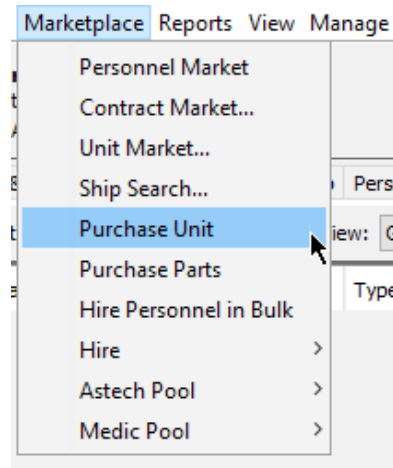 Marketplace Reports View Manage
Personnel Market
Contract Market...
Unit Market...
Ship Search...
Pers
Purchase Unit
iew:
Purchase Parts
Type
Hire Personnel in Bulk
Hire
Astech Pool
Medic Pool